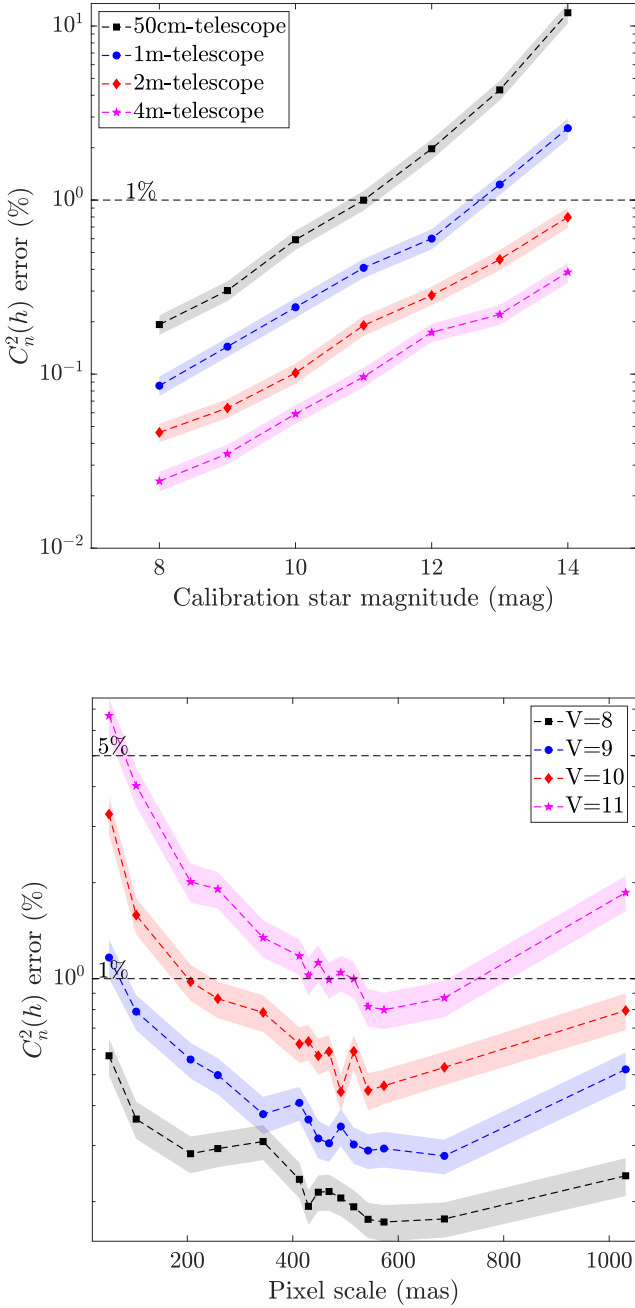 10^1
50cm-telescope
1m-telescope
2m-telescope
4m-telescope
1%
10^0
C_n^2(h) error (%)
10^{-1}
10^{-2}
8 10 12 14
Calibration star magnitude (mag)
V=8
V=9
V=10
V=11
5%
1%
10^0
C_n^2(h) error (%)
200 400 600 800 1000
Pixel scale (mas)